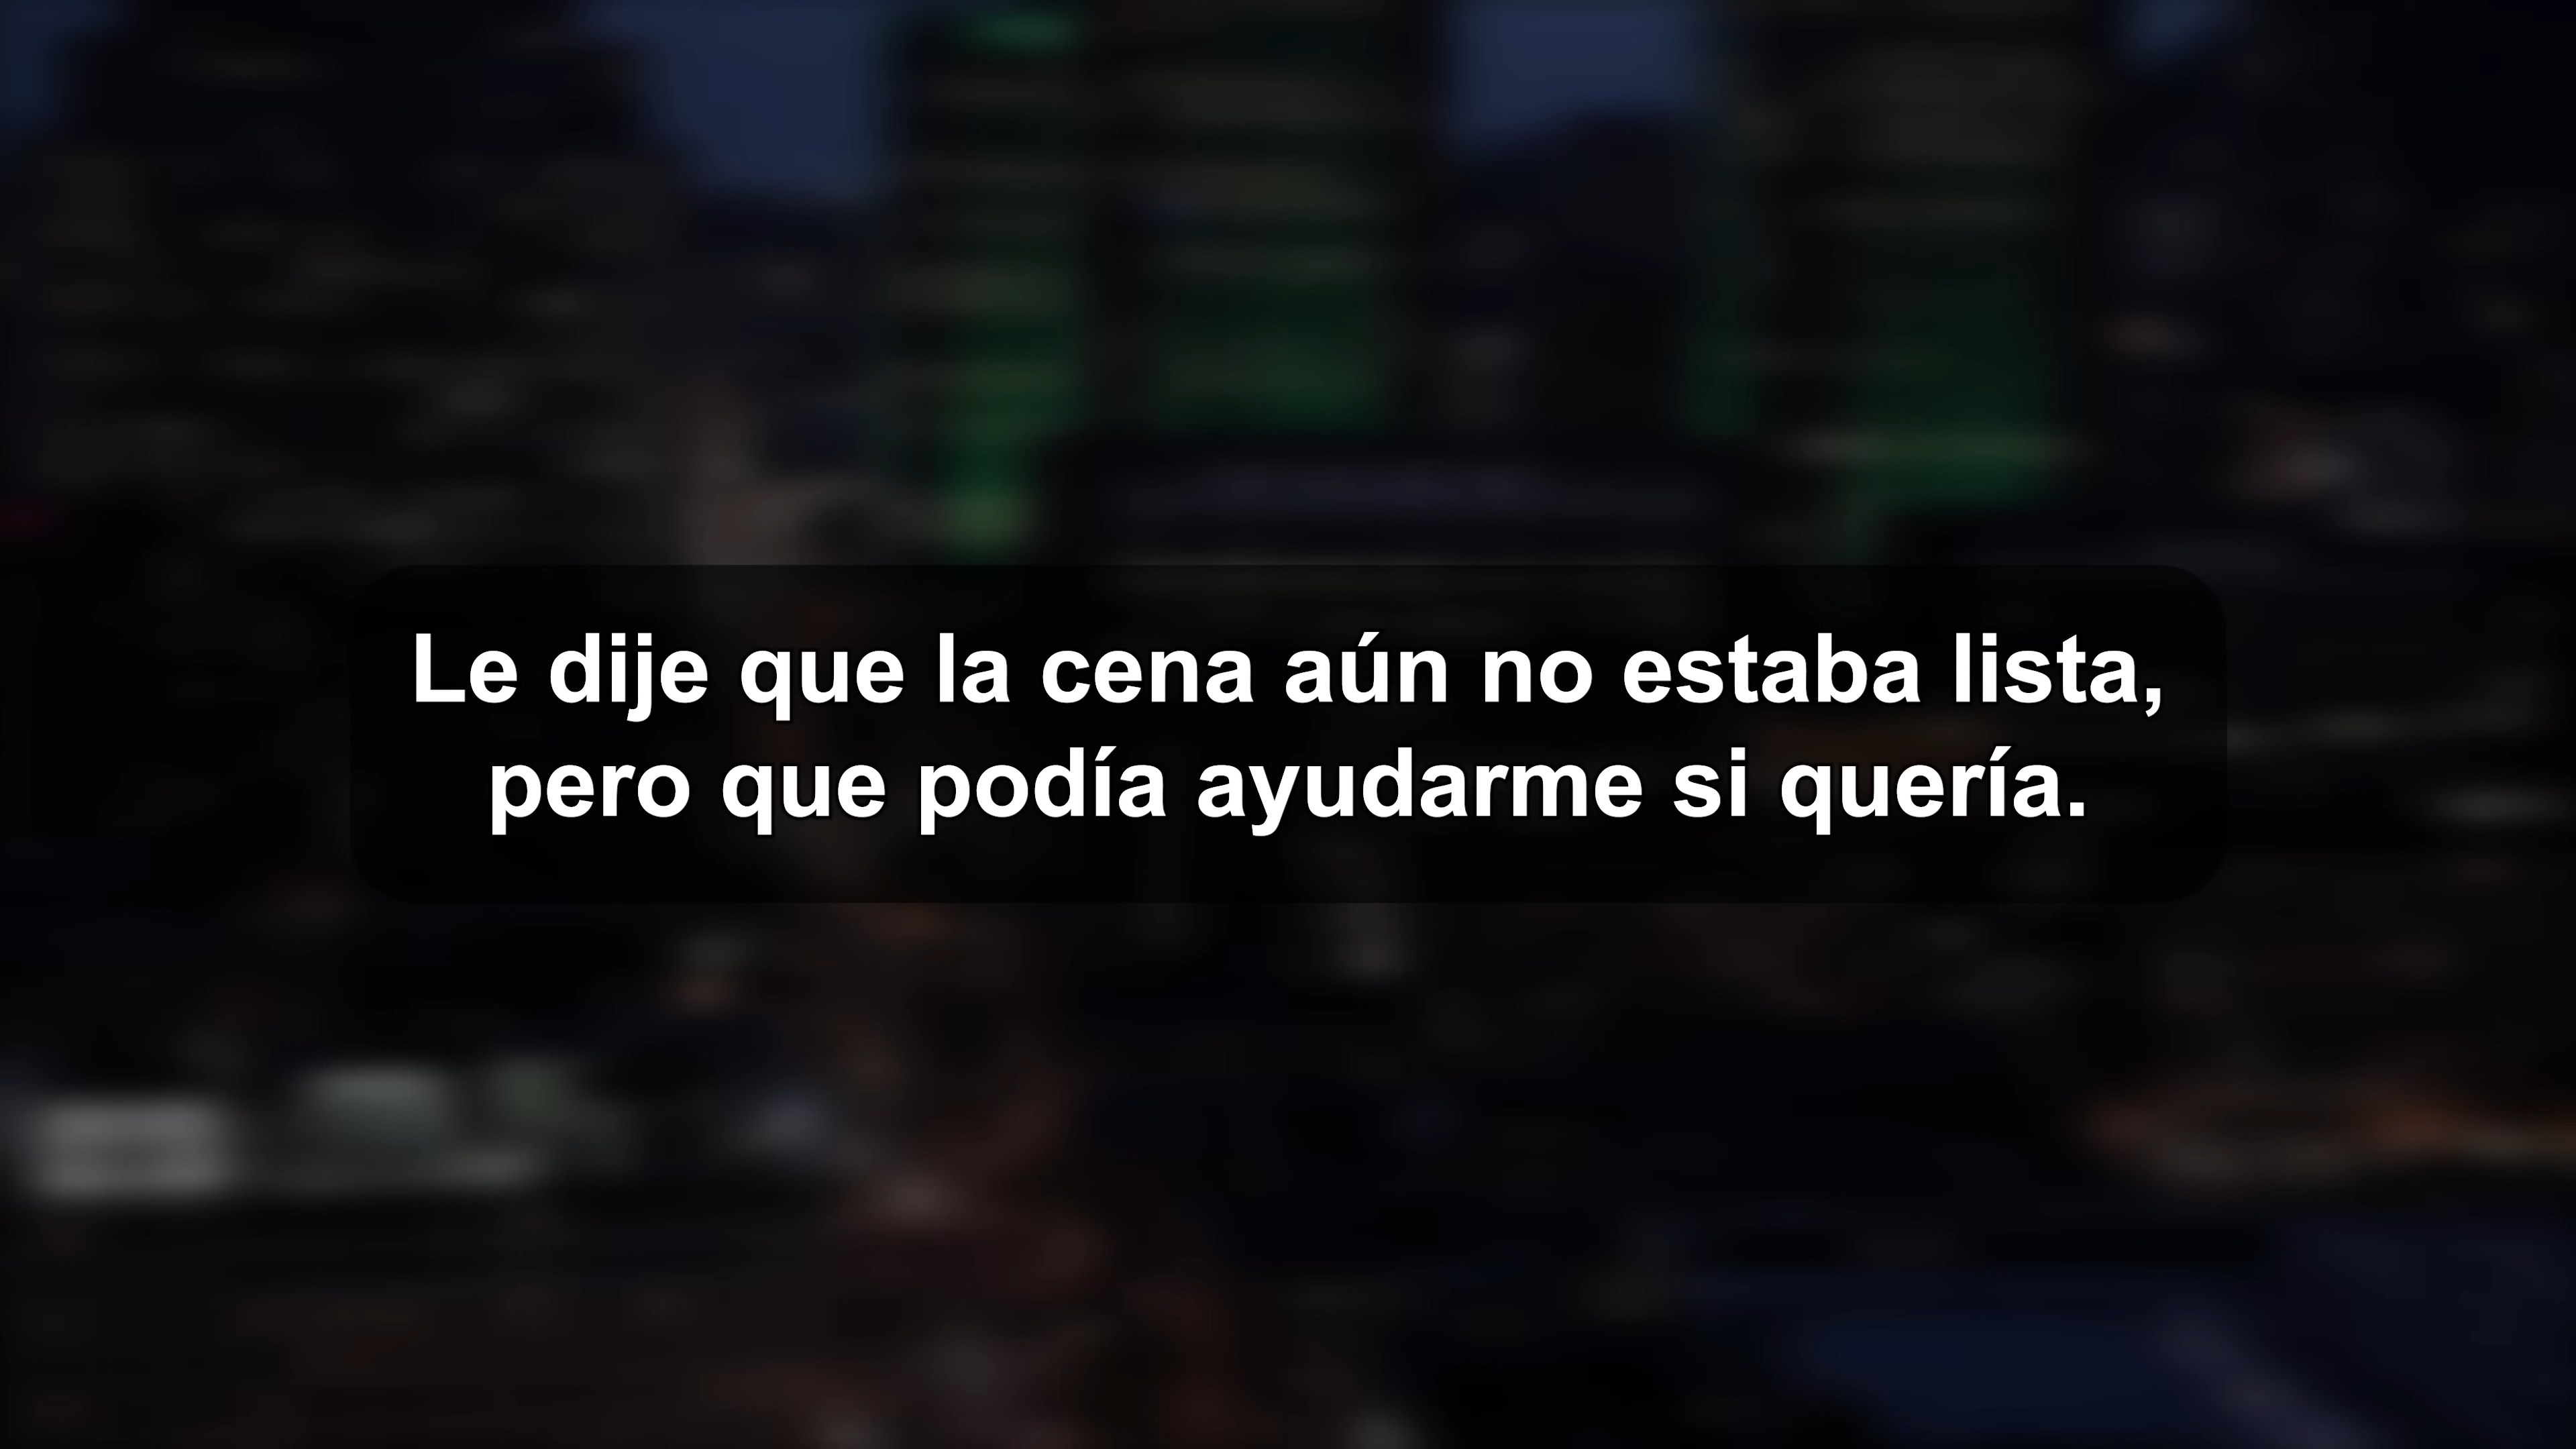 Le dije que la cena aún no estaba lista,
pero que podía ayudarme si quería.